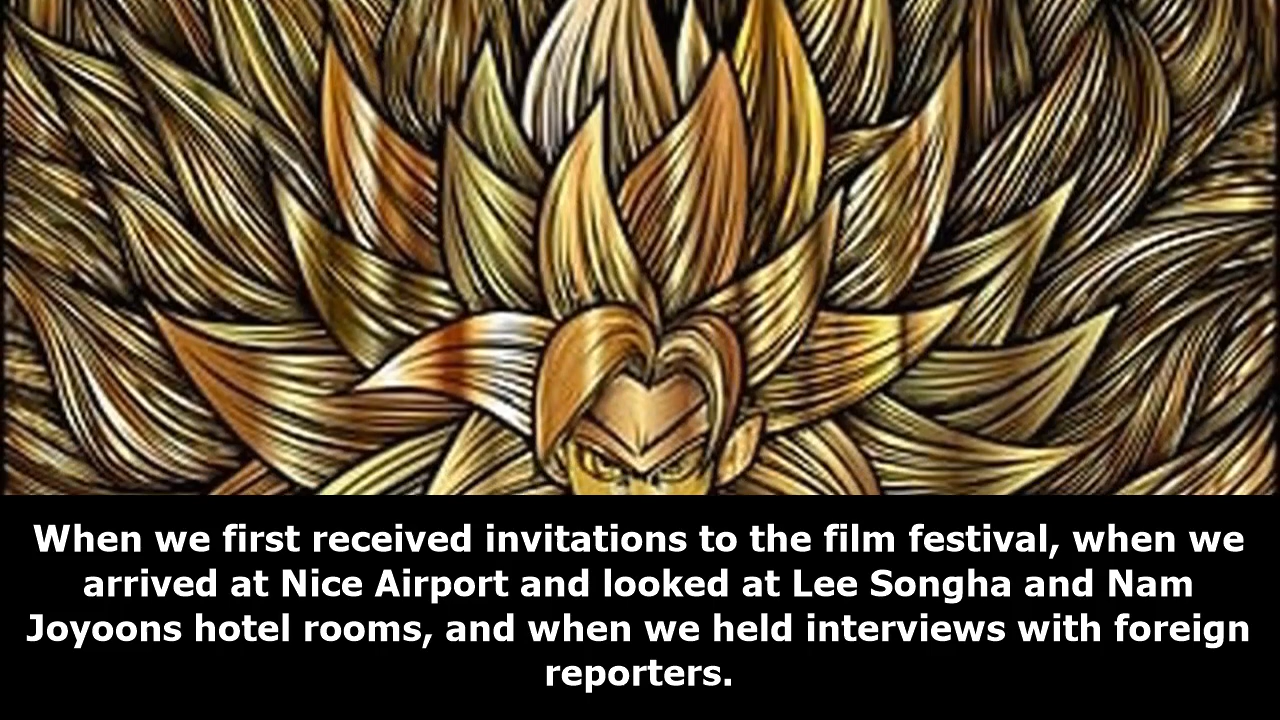 When we first received invitations to the film festival, when we
arrived at Nice Airport and looked at Lee Songha and Nam
Joyoons hotel rooms, and when we held interviews with foreign
reporters.